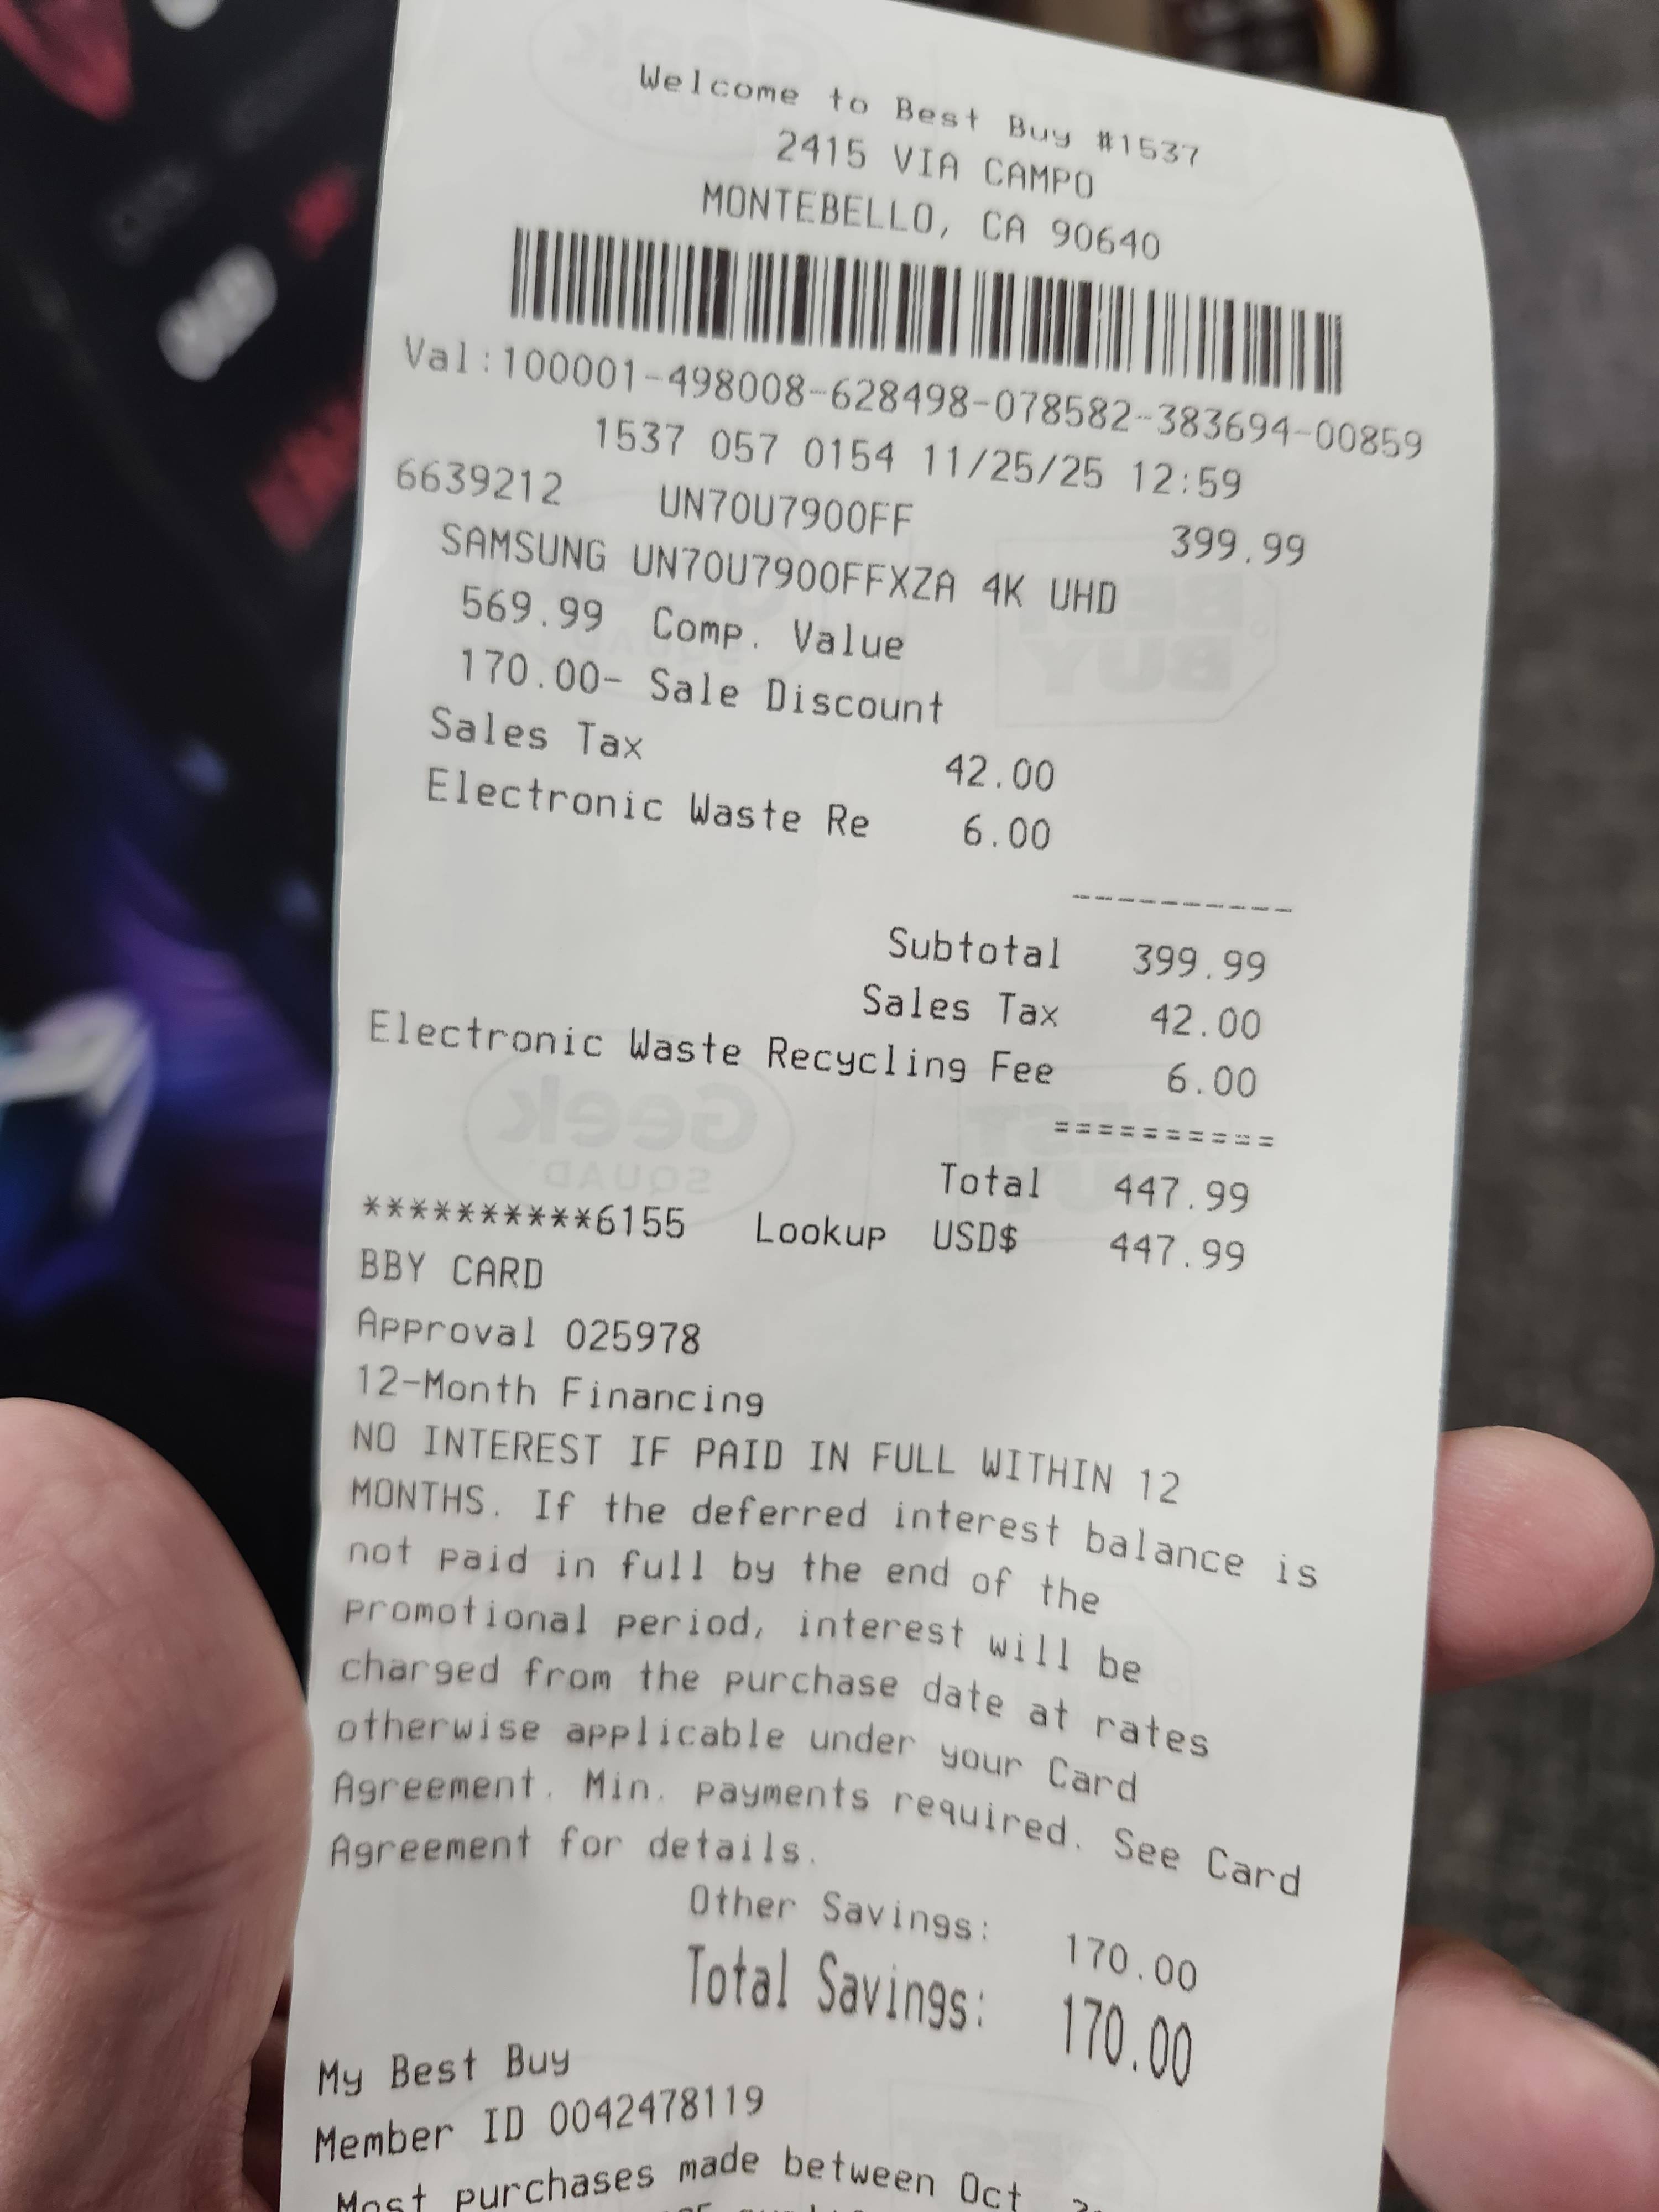 Welcome to Best Buy #1537
2415 VIA CAMPO
MONTEBELLO, CA 90640
Val:100001-498008-628498-078582-383694-00859
1537 057 0154 11/25/25 12:59
6639212 UN70U7900FF 399.99
SAMSUNG UN70U7900FFXZA 4K UHD
569.99 Comp. Value
170.00- Sale Discount
Sales Tax 42.00
Electronic Waste Re 6.00
----------
Subtotal 399.99
Sales Tax 42.00
Electronic Waste Recycling Fee 6.00
==========
Total 447.99
**********6155 Lookup USD$ 447.99
BBY CARD
Approval 025978
12-Month Financing
NO INTEREST IF PAID IN FULL WITHIN 12
MONTHS. If the deferred interest balance is
not paid in full by the end of the
promotional period, interest will be
charged from the purchase date at rates
otherwise applicable under your Card
Agreement. Min. payments required. See Card
Agreement for details.
Other Savings: 170.00
Total Savings: 170.00
My Best Buy
Member ID 0042478119
Most purchases made between Oct